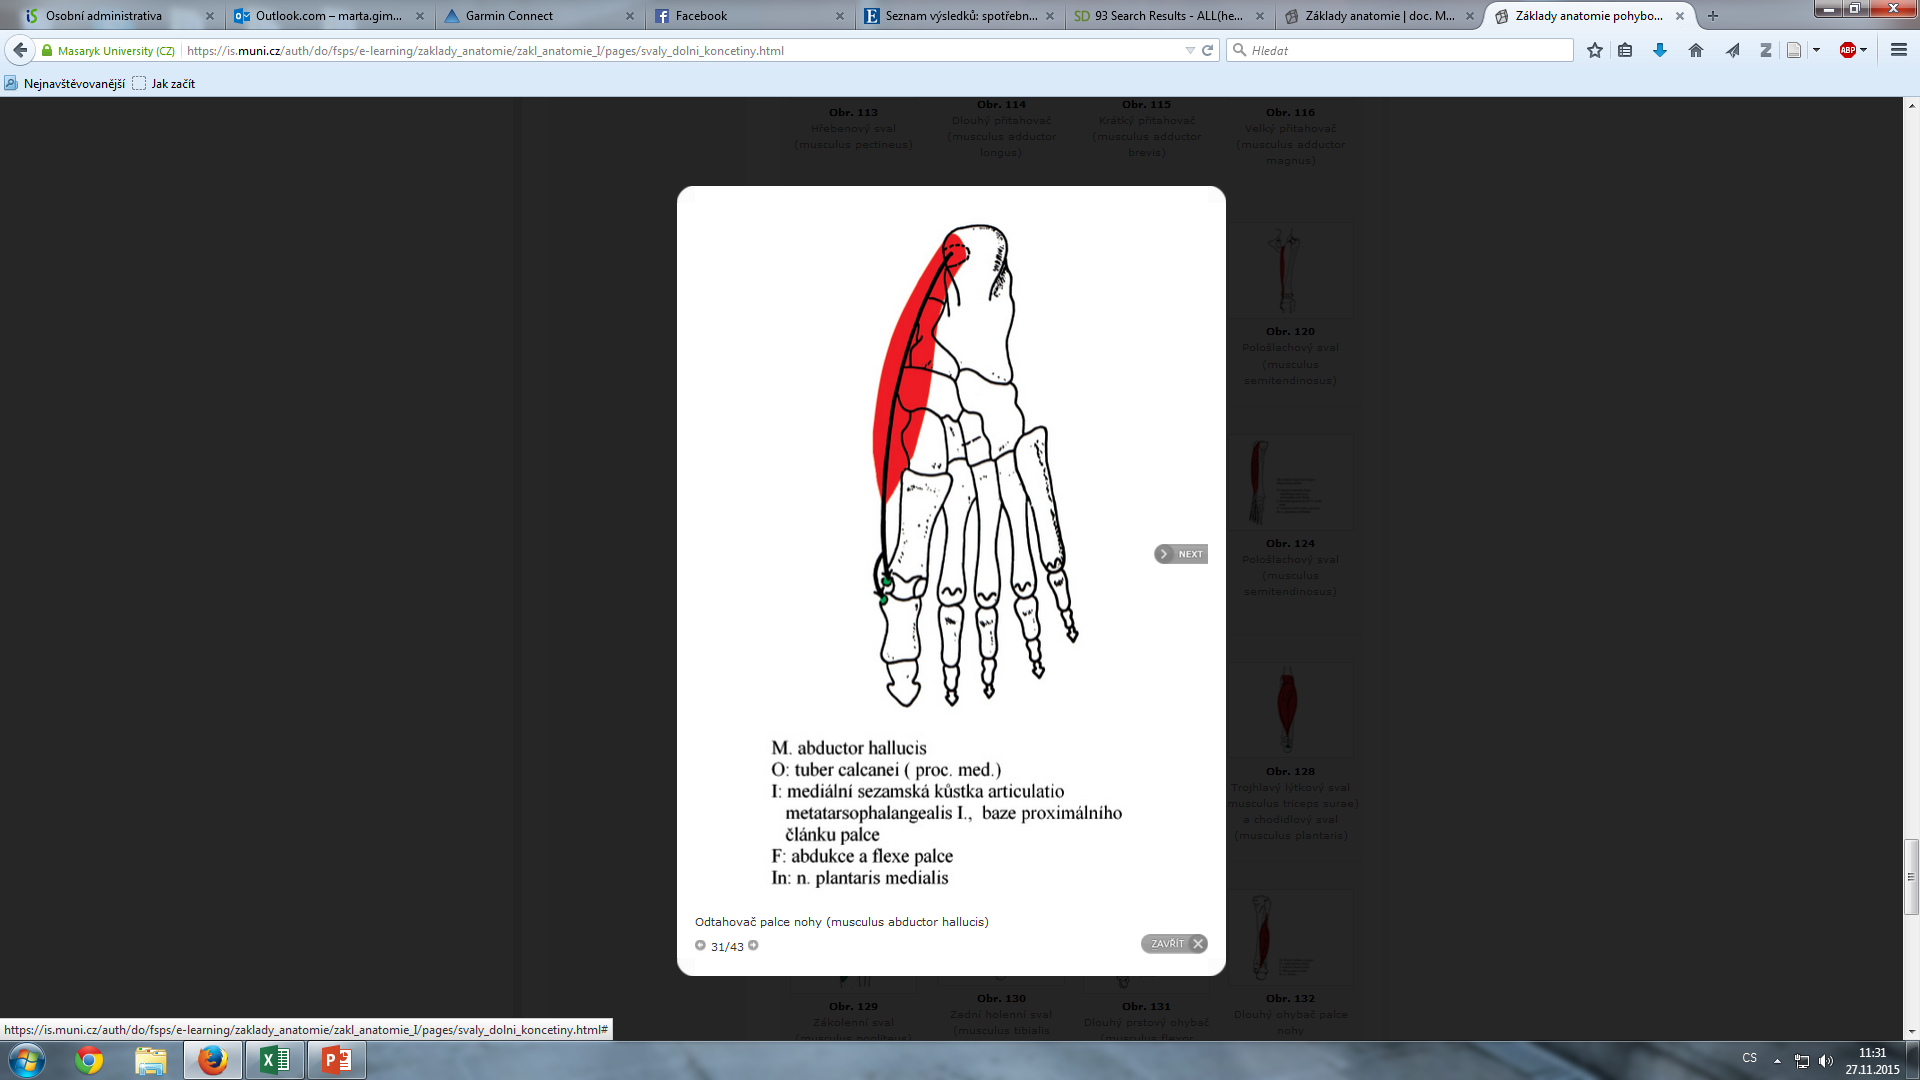 Osobní administrativa
Outlook.com – marta.gim...
Garmin Connect
Facebook
Seznam výsledků: spotřebn...
93 Search Results - ALL(he...
Základy anatomie | doc. M...
Základy anatomie pohybo...
Masaryk University (CZ)
https://is.muni.cz/auth/do/fsps/e-learning/zaklady_anatomie/zakl_anatomie_I/pages/svaly_dolni_koncetiny.html
Hledat
ABP
Nejnavštěvovanější
Jak začít
Obr. 113
Hřebenový sval
(musculus pectineus)
Obr. 114
Dlouhý přitahovač
(musculus adductor
longus)
Obr. 115
Krátký přitahovač
(musculus adductor
brevis)
Obr. 116
Velký přitahovač
(musculus adductor
magnus)
Obr. 120
Pološlachový sval
(musculus
semitendinosus)
Obr. 124
Pološlachový sval
(musculus
semitendinosus)
Obr. 128
Trojhlavý lýtkový sval
musculus triceps surae)
a chodidlový sval
(musculus plantaris)
NEXT
M. abductor hallucis
O: tuber calcanei ( proc. med.)
I: mediální sezamská kůstka articulatio
metatarsophalangealis I., baze proximálního
článku palce
F: abdukce a flexe palce
In: n. plantaris medialis
Odtahovač palce nohy (musculus abductor hallucis)
31/43
ZAVŘÍT
Obr. 129
Zákolenní sval
(musculus popliteus)
Obr. 130
Zadní holenní sval
(musculus tibialis
Obr. 131
Dlouhý prstový ohybač
(musculus flexor
Obr. 132
Dlouhý ohybač palce
nohy
https://is.muni.cz/auth/do/fsps/e-learning/zaklady_anatomie/zakl_anatomie_I/pages/svaly_dolni_koncetiny.html#
CS
11:31
27.11.2015